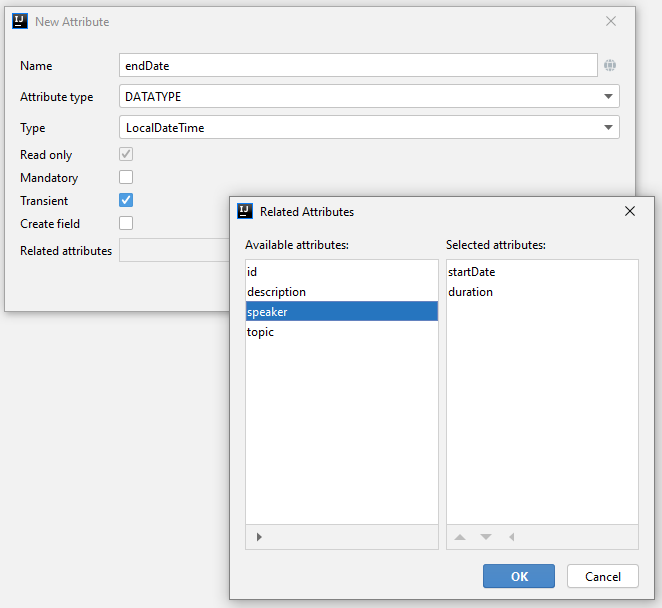 IJ New Attribute
Name endDate
Attribute type DATATYPE
Type LocalDateTime
Read only
Mandatory
Transient
Create field
Related attributes
IJ Related Attributes
Available attributes:
id
description
speaker
topic
Selected attributes:
startDate
duration
OK Cancel